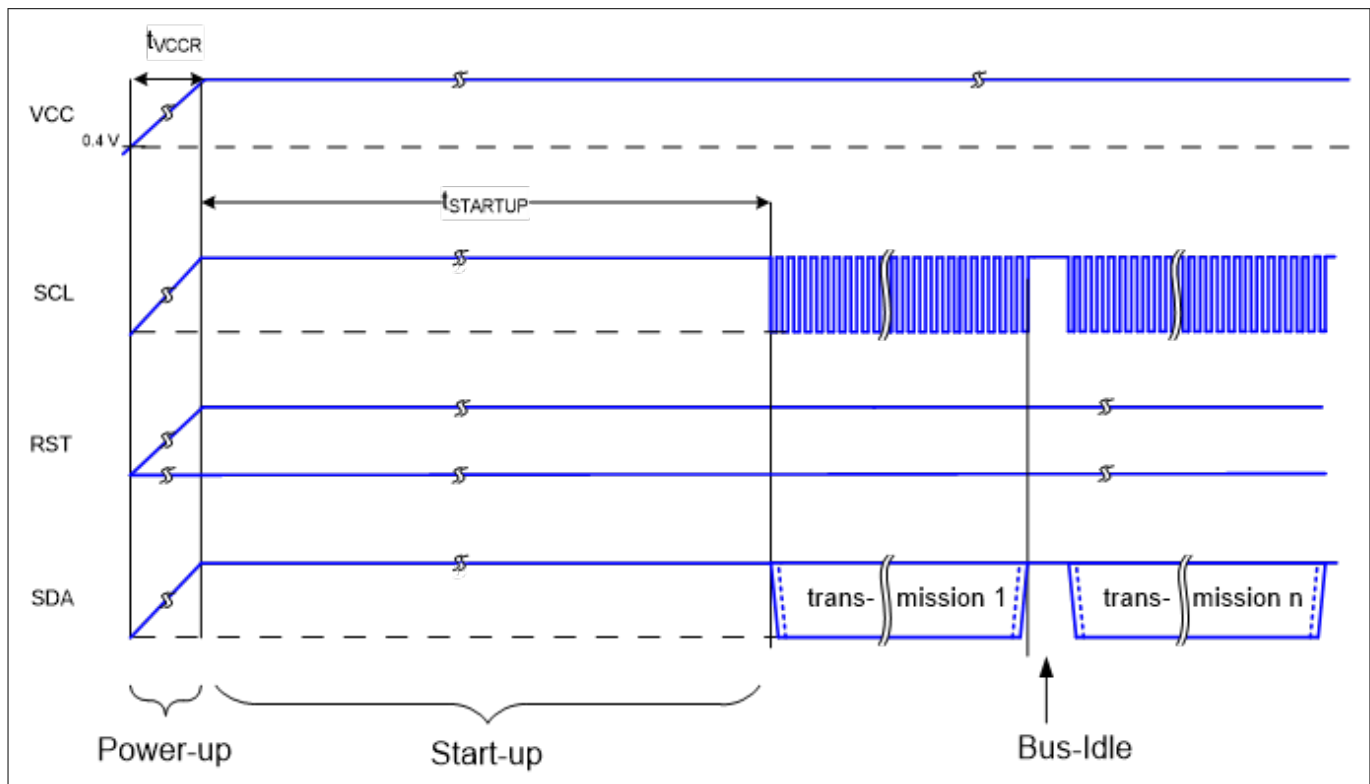 tVCCR
VCC
0.4 V
tSTARTUP
SCL
RST
SDA
trans- mission 1
trans- mission n
Power-up
Start-up
Bus-Idle